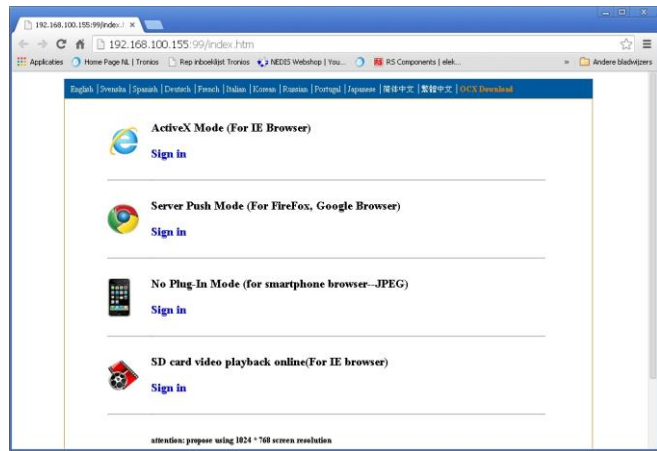 192.168.100.155:99/index.l
192.168.100.155:99/index.htm
Applicaties Home Page NL | Tronios Rep inboeklijst Tronios NEDIS Webshop | You... RS Components | elek... » Andere bladwijzers
English | Svenska | Spanish | Deutsch | French | Italian | Korean | Russian | Portugal | Japanese | 简体中文 | 繁體中文 | OCX Download
ActiveX Mode (For IE Browser)
Sign in
Server Push Mode (For FireFox, Google Browser)
Sign in
No Plug-In Mode (for smartphone browser--JPEG)
Sign in
SD card video playback online(For IE browser)
Sign in
attention: propose using 1024 * 768 screen resolution